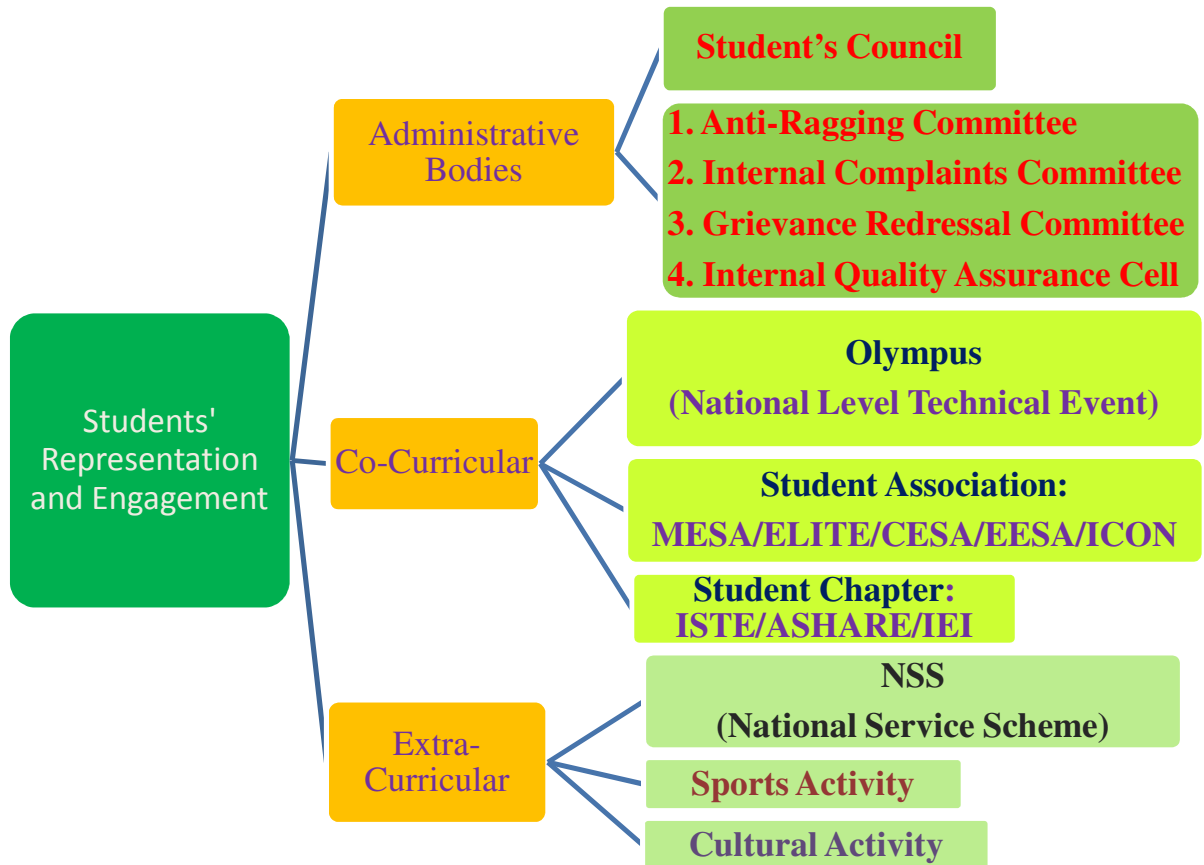 Students'
Representation
and Engagement
Administrative
Bodies
Student’s Council
1. Anti-Ragging Committee
2. Internal Complaints Committee
3. Grievance Redressal Committee
4. Internal Quality Assurance Cell
Co-Curricular
Olympus
(National Level Technical Event)
Student Association:
MESA/ELITE/CESA/EESA/ICON
Student Chapter:
ISTE/ASHARE/IEI
Extra-
Curricular
NSS
(National Service Scheme)
Sports Activity
Cultural Activity